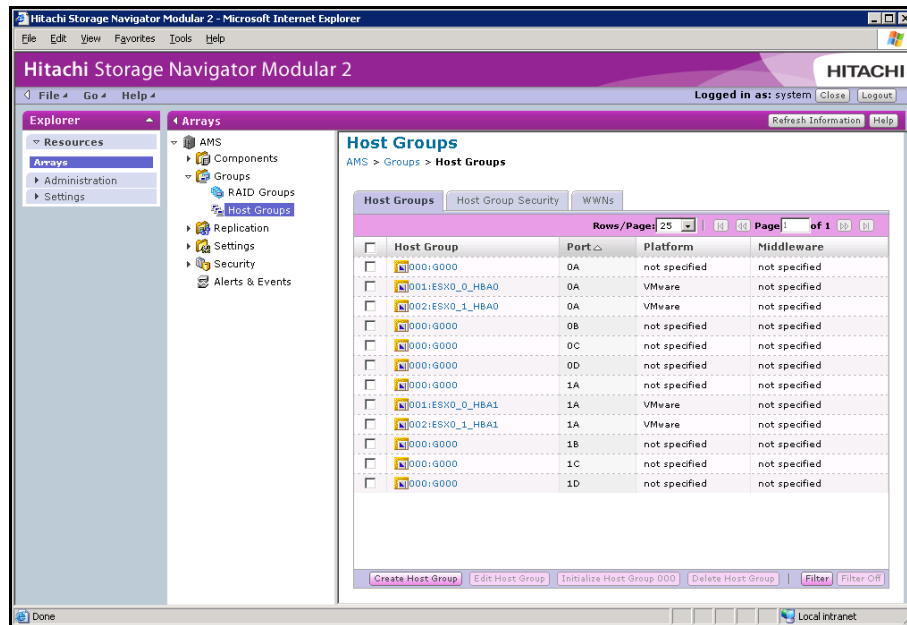 Hitachi Storage Navigator Modular 2 - Microsoft Internet Explorer
File Edit View Favorites Tools Help
Hitachi Storage Navigator Modular 2
HITACHI
File Go Help
Logged in as: system Close Logout
Explorer
Arrays
Refresh Information Help
Resources
Arrays
Administration
Settings
AMS
Components
Groups
RAID Groups
Host Groups
Replication
Settings
Security
Alerts & Events
Host Groups
AMS > Groups > Host Groups
Host Groups Host Group Security WWNs
Rows/Page: 25 Page 1 of 1
Host Group Port Platform Middleware
000:G000 0A not specified not specified
001:ESX0_0_HBA0 0A VMware not specified
002:ESX0_1_HBA0 0A VMware not specified
000:G000 0B not specified not specified
000:G000 0C not specified not specified
000:G000 0D not specified not specified
000:G000 1A not specified not specified
001:ESX0_0_HBA1 1A VMware not specified
002:ESX0_1_HBA1 1A VMware not specified
000:G000 1B not specified not specified
000:G000 1C not specified not specified
000:G000 1D not specified not specified
Create Host Group Edit Host Group Initialize Host Group 000 Delete Host Group Filter Filter Off
Done
Local intranet